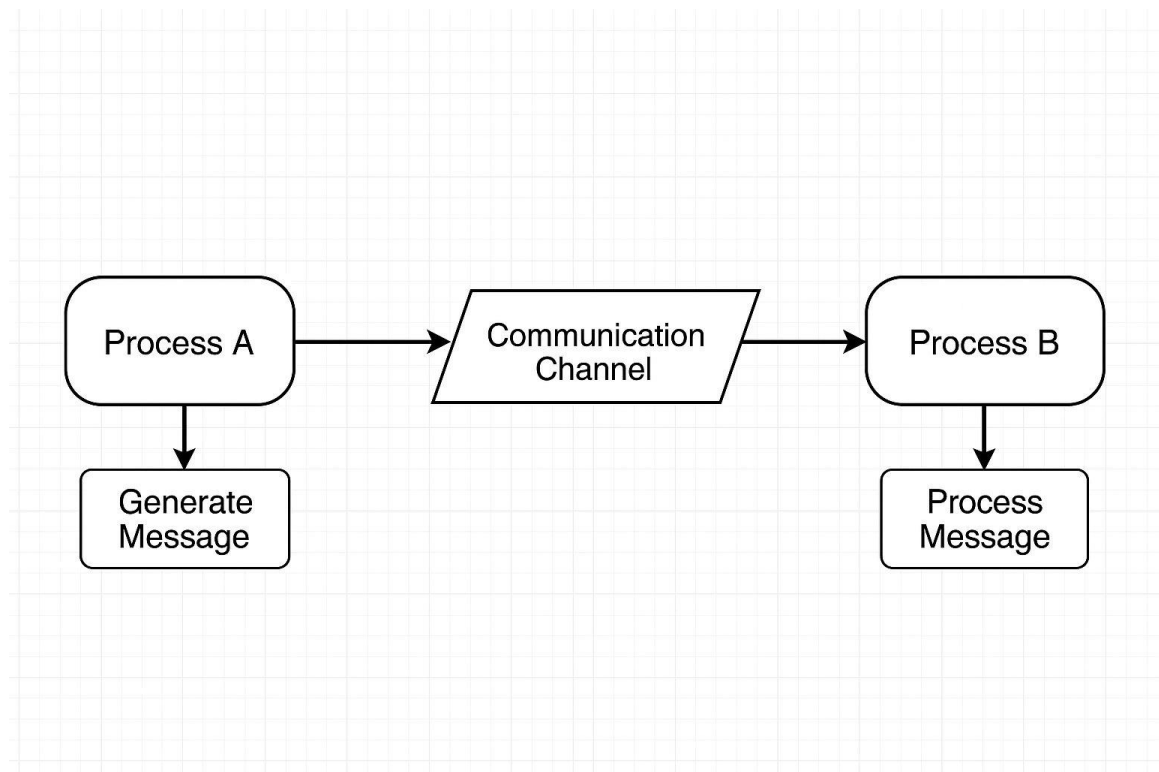 Process A
Communication
Channel
Process B
Generate
Message
Process
Message